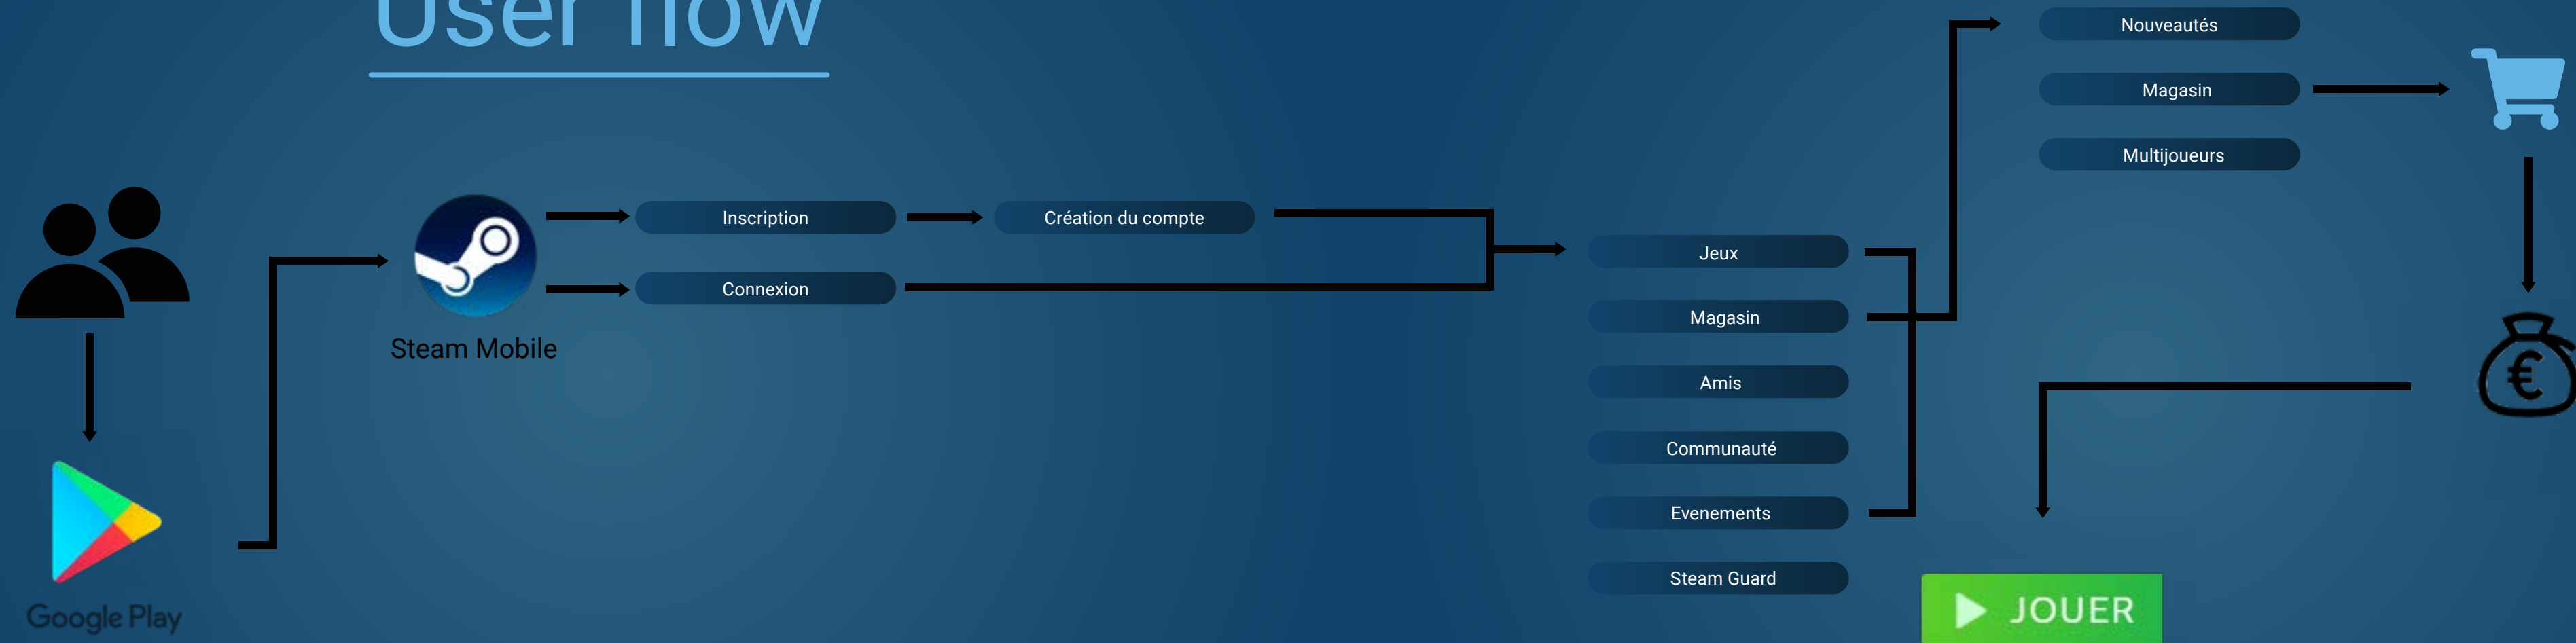 User flow
Nouveautés
Magasin
Multijoueurs
Inscription
Création du compte
Connexion
Steam Mobile
Jeux
Magasin
Amis
Communauté
Evenements
Steam Guard
€
Google Play
JOUER